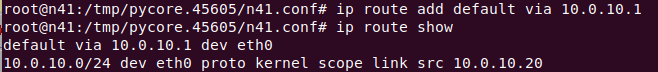 root@n41:/tmp/pycore.45605/n41.conf# ip route add default via 10.0.10.1
root@n41:/tmp/pycore.45605/n41.conf# ip route show
default via 10.0.10.1 dev eth0
10.0.10.0/24 dev eth0 proto kernel scope link src 10.0.10.20